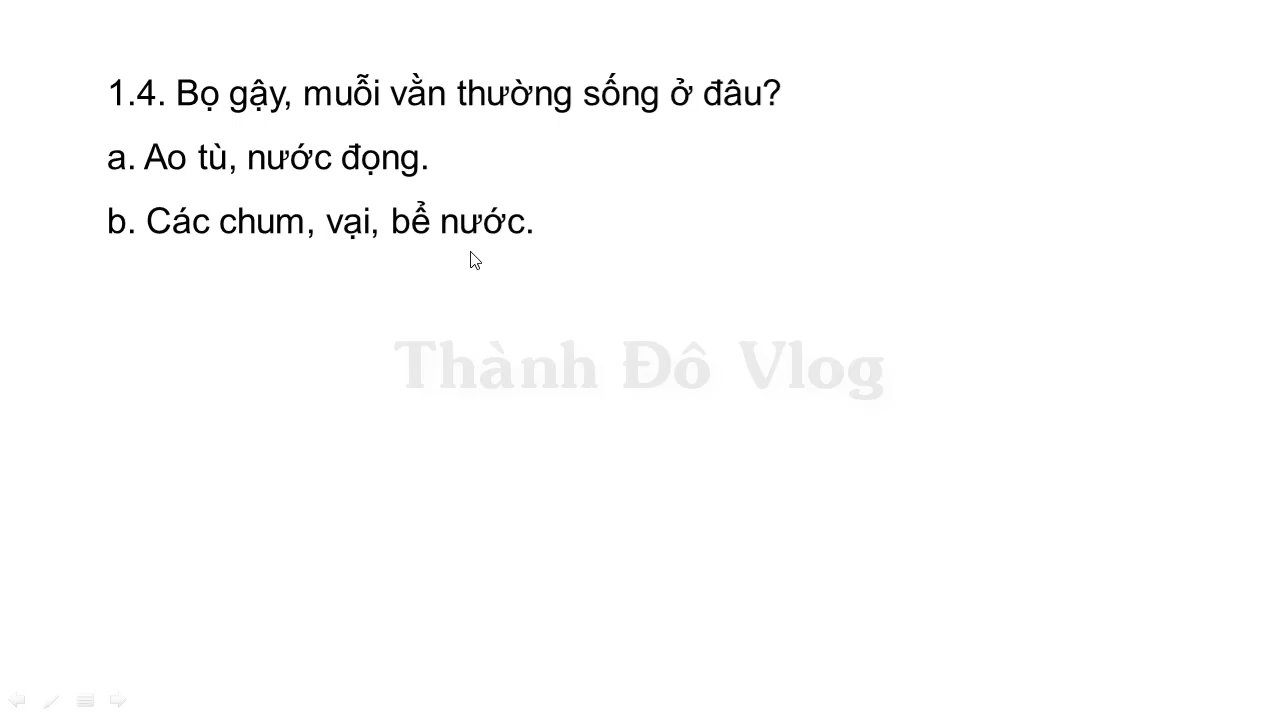 1.4. Bọ gậy, muỗi vằn thường sống ở đâu?
a. Ao tù, nước đọng.
b. Các chum, vại, bể nước.
Thành Đô Vlog